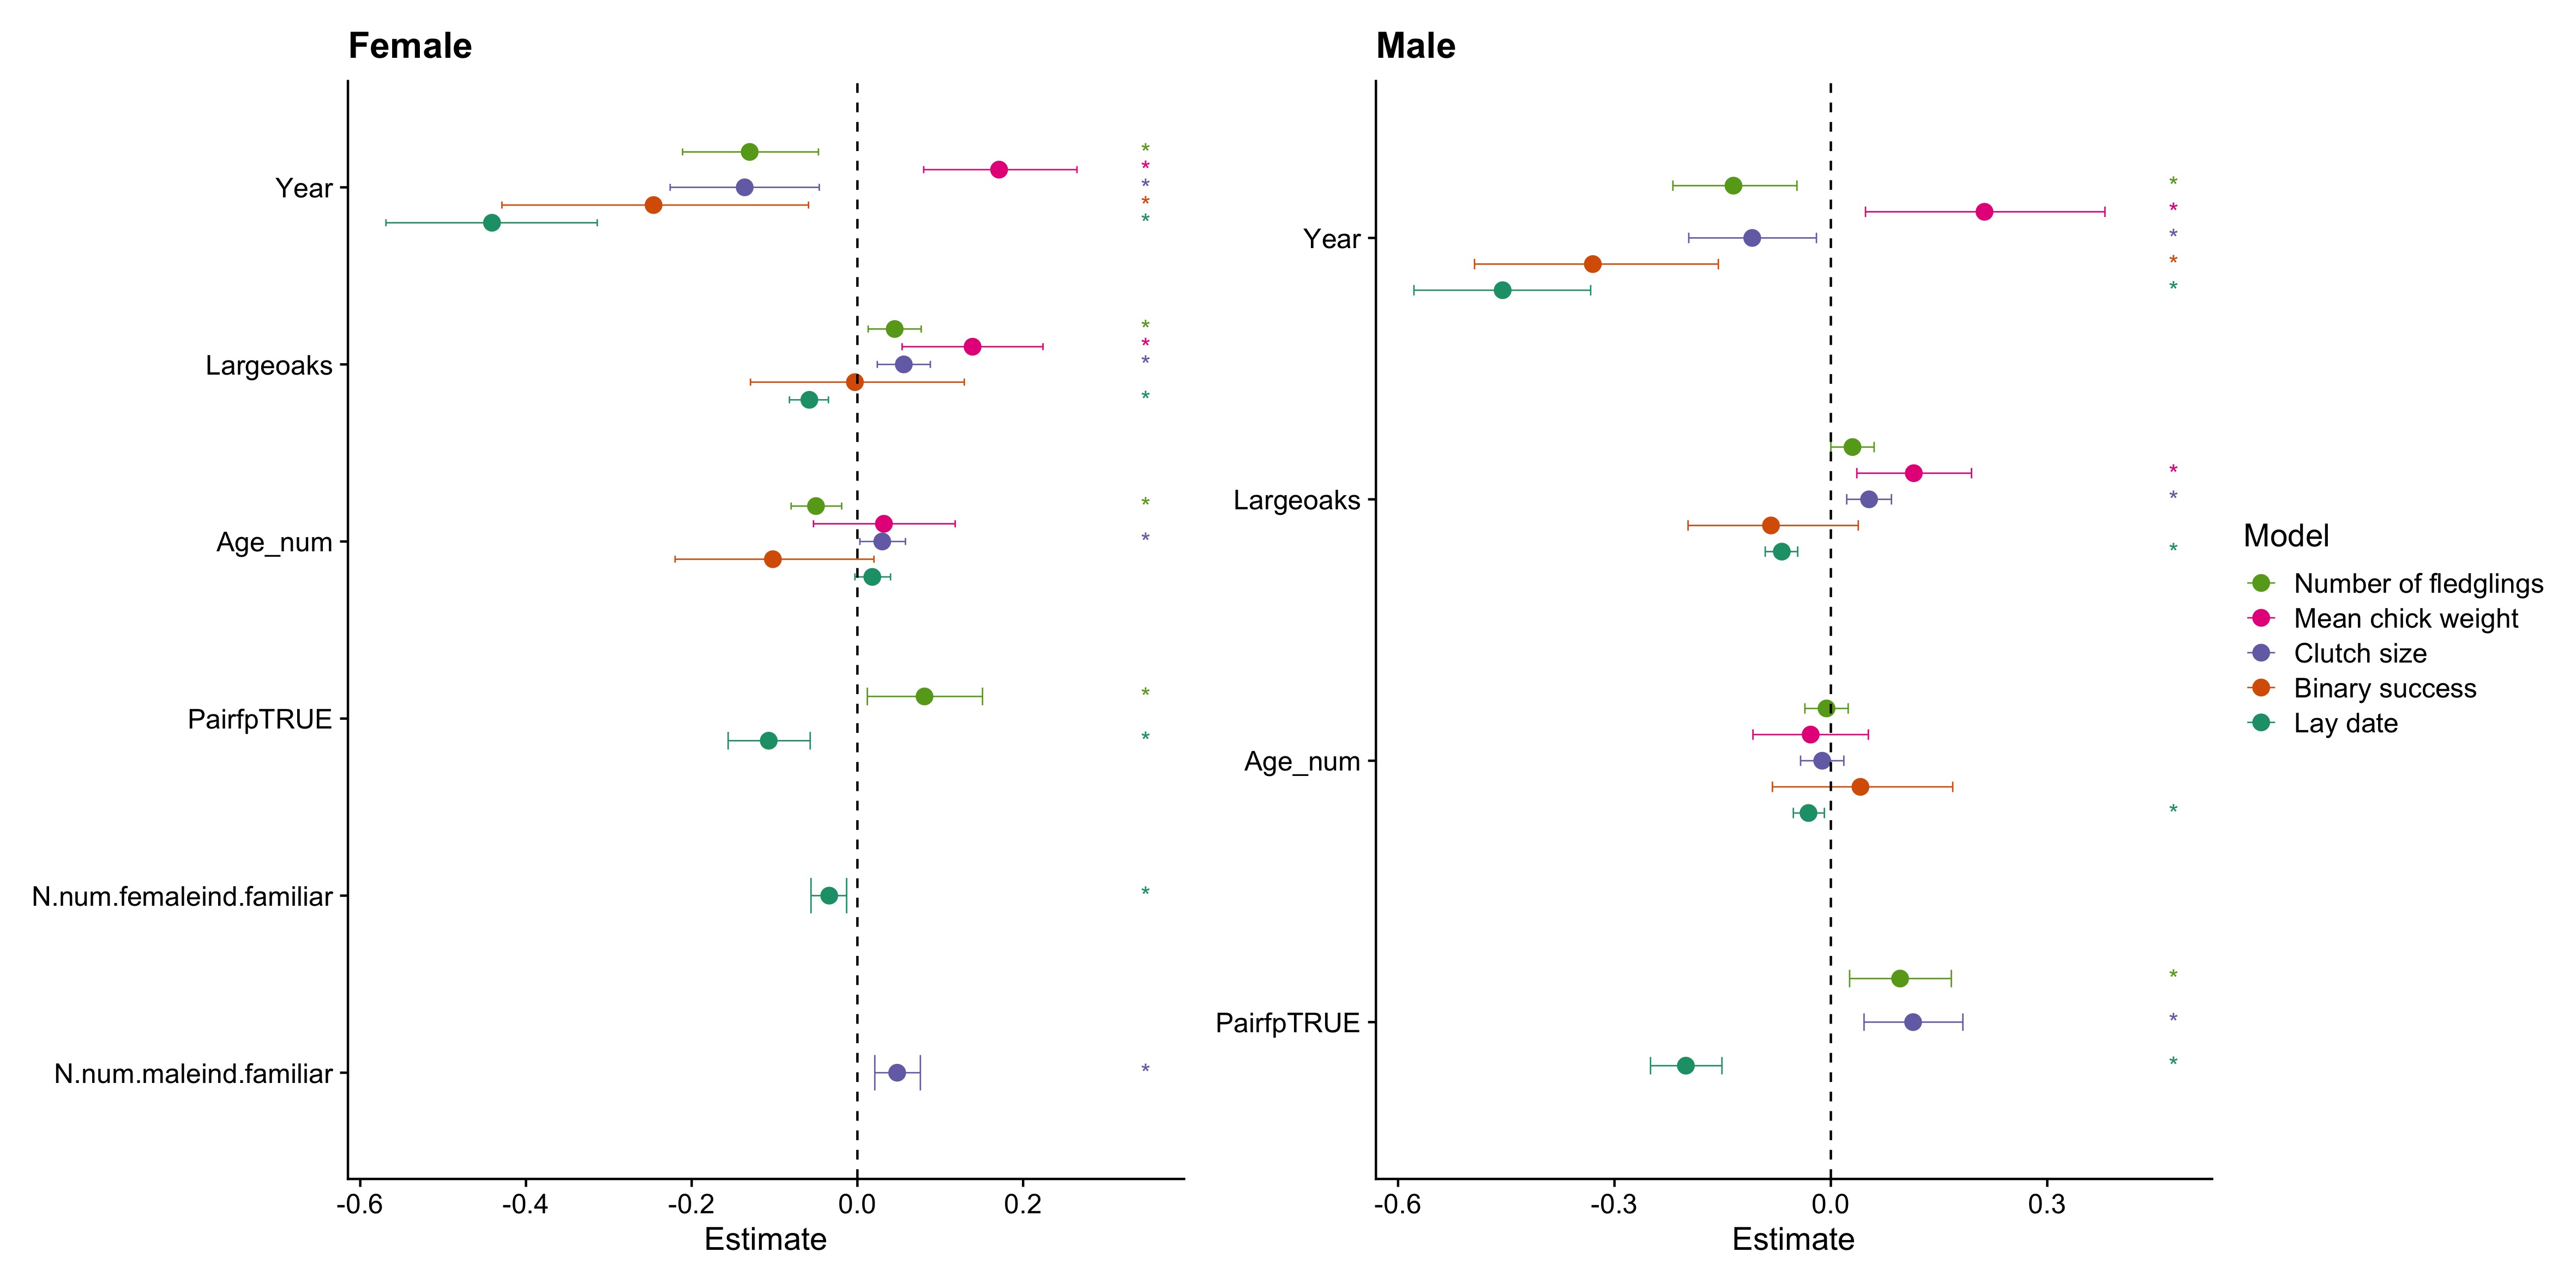 Female
Year
*
*
*
*
*
Largeoaks
*
*
*
*
Age_num
*
*
PairfpTRUE
*
*
N.num.femaleind.familiar
*
N.num.maleind.familiar
*
-0.6 -0.4 -0.2 0.0 0.2
Estimate
Male
Year
*
*
*
*
*
Largeoaks
*
*
*
Age_num
*
PairfpTRUE
*
*
*
-0.6 -0.3 0.0 0.3
Estimate
Model
Number of fledglings
Mean chick weight
Clutch size
Binary success
Lay date